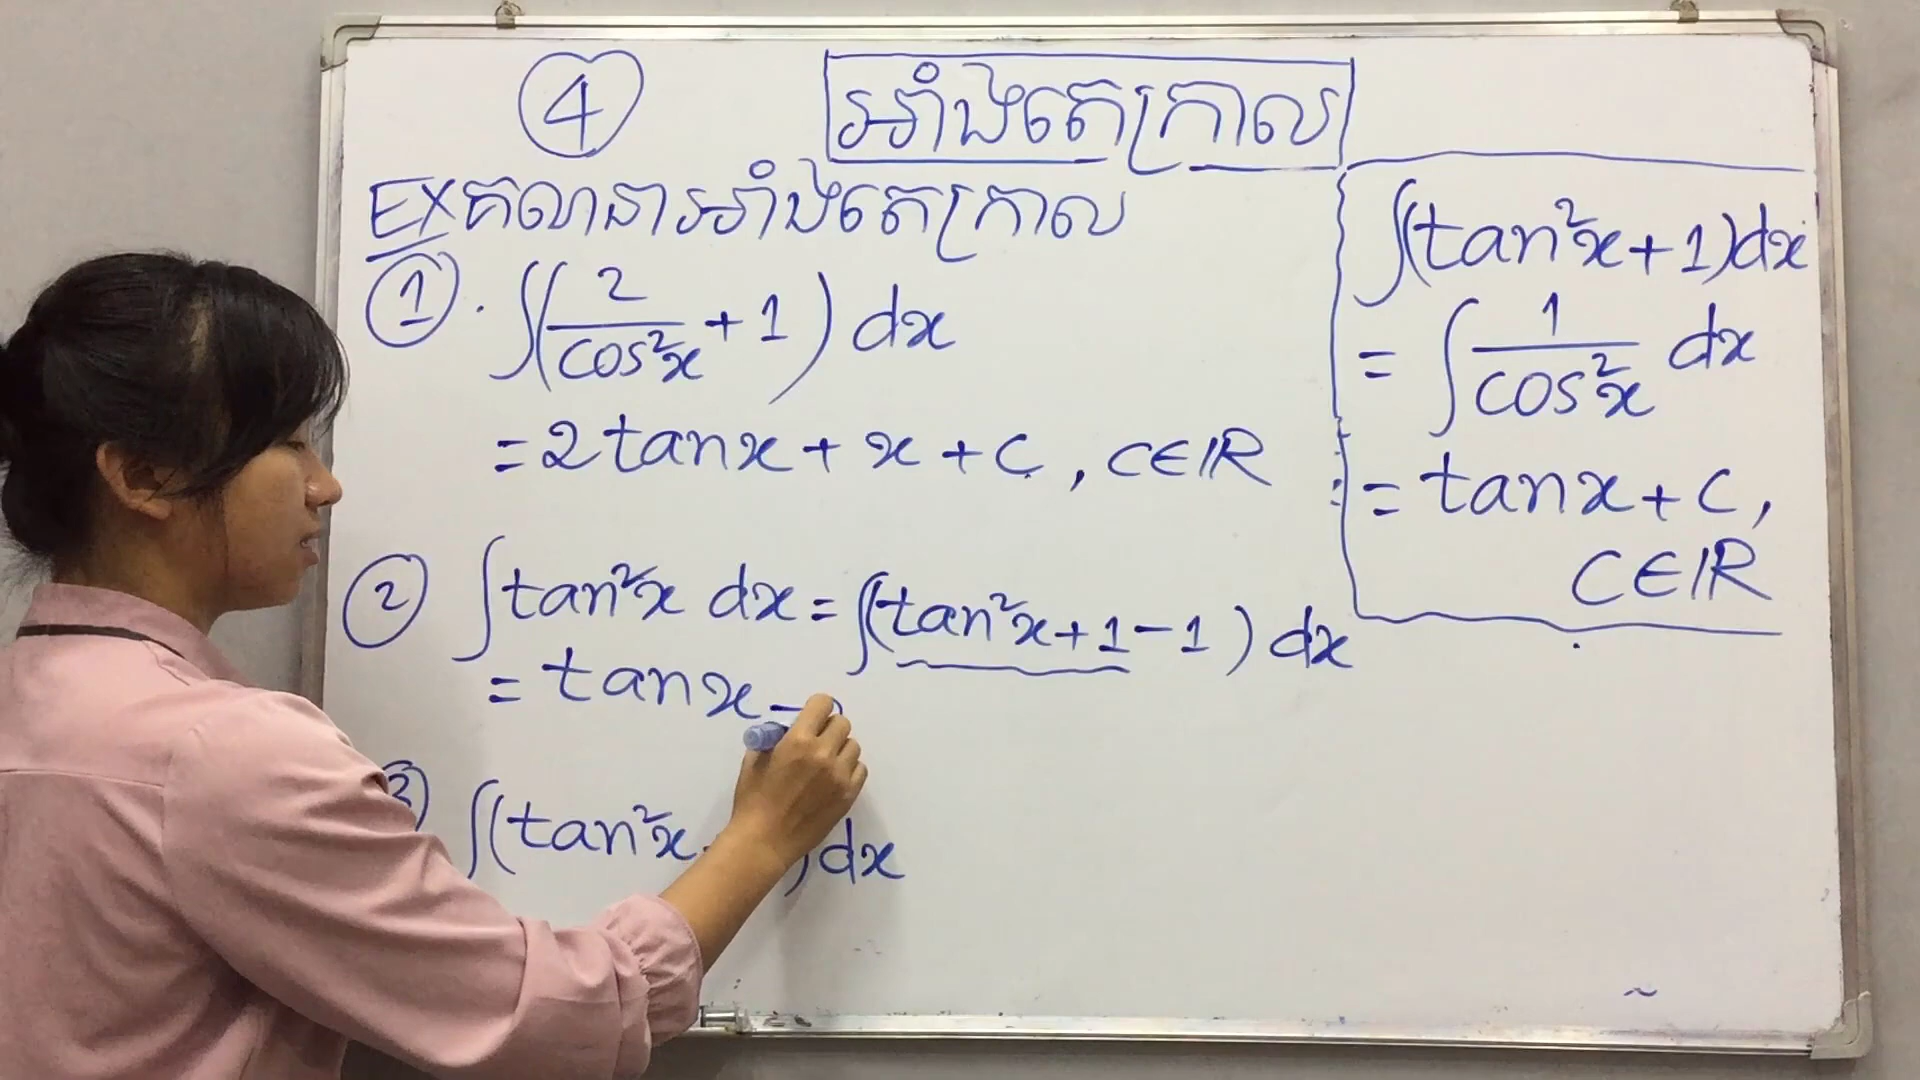 ④ អាំងតេក្រាល
EX គណនាអាំងតេក្រាល
① . ∫(2/cos²x + 1) dx
= 2tanx + x + c , c∈IR
② ∫tan²x dx = ∫(tan²x+1-1) dx
= tanx -
③ ∫(tan²x ) dx
∫(tan²x+1)dx
= ∫ 1/cos²x dx
= tanx + c,
c∈IR